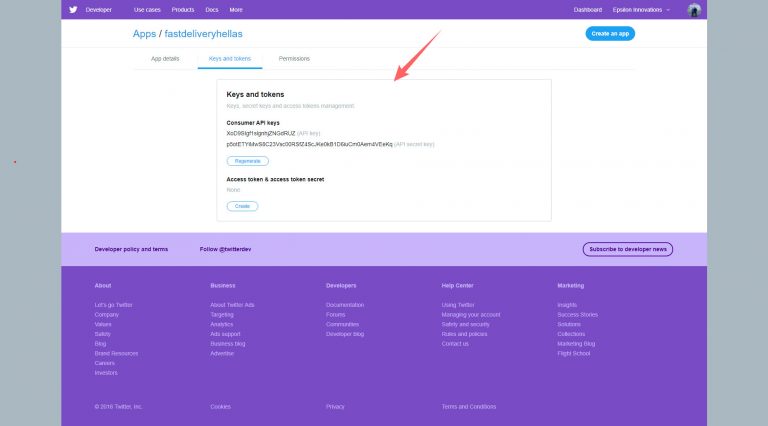 Developer Use cases Products Docs More Dashboard Epsilon Innovations
Apps / fastdeliveryhellas
Create an app
App details Keys and tokens Permissions
Keys and tokens
Keys, secret keys and access tokens management.
Consumer API keys
(API key)
(API secret key)
Regenerate
Access token & access token secret
None
Create
Developer policy and terms Follow @twitterdev Subscribe to developer news
About Business Developers Help Center Marketing
Let's go Twitter About Twitter Ads Documentation Using Twitter Insights
Company Targeting Forums Managing your account Success Stories
Values Analytics Communities Safety and security Solutions
Safety Ads support Developer blog Rules and policies Collections
Blog Business blog Contact us Marketing Blog
Brand Resources Advertise Flight School
Careers
Investors
© 2018 Twitter, Inc. Cookies Privacy Terms and Conditions